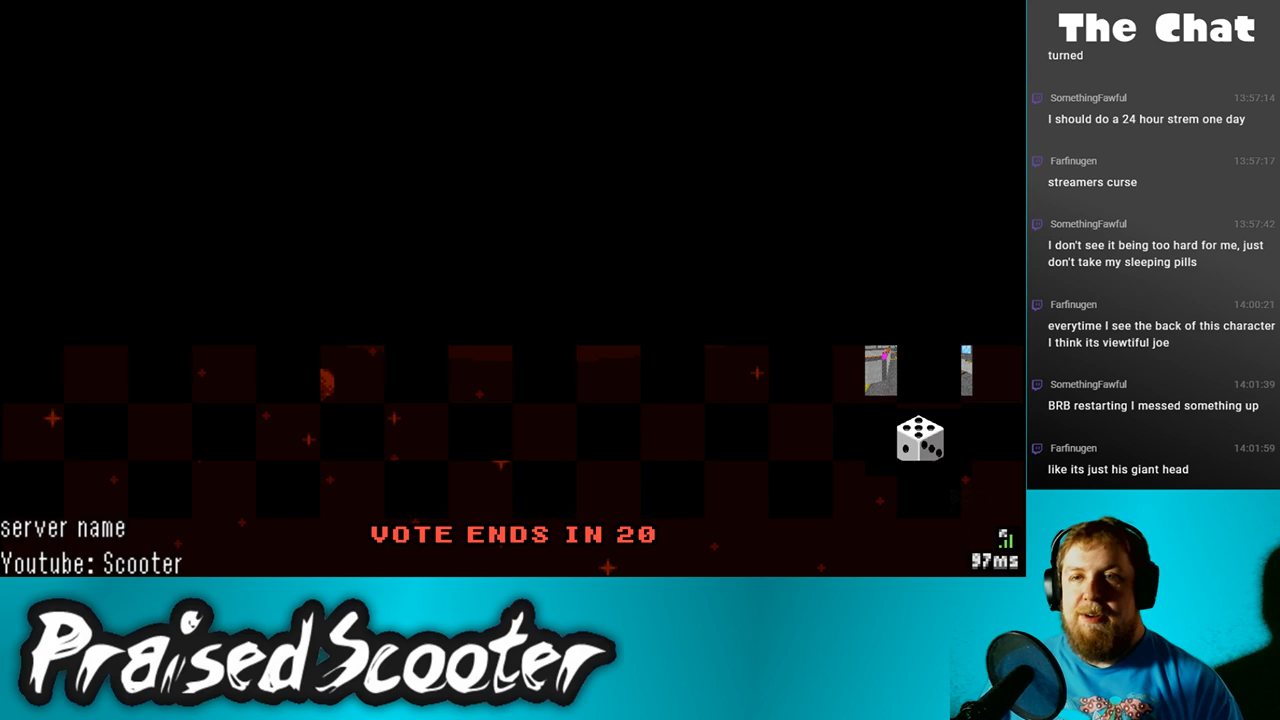 The Chat
turned
SomethingFawful 13:57:14
I should do a 24 hour strem one day
Farfinugen 13:57:17
streamers curse
SomethingFawful 13:57:42
I don't see it being too hard for me, just
don't take my sleeping pills
Farfinugen 14:00:21
everytime I see the back of this character
I think its viewtiful joe
SomethingFawful 14:01:39
BRB restarting I messed something up
Farfinugen 14:01:59
like its just his giant head
server name
VOTE ENDS IN 20
Youtube: Scooter
97ms
PraisedScooter